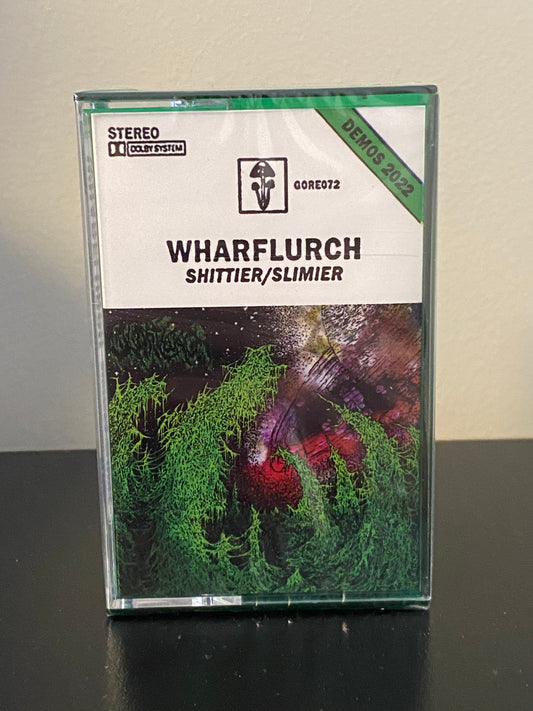 STEREO
DOLBY SYSTEM
DEMOS 2022
GORE072
WHARFLURCH
SHITTIER/SLIMIER